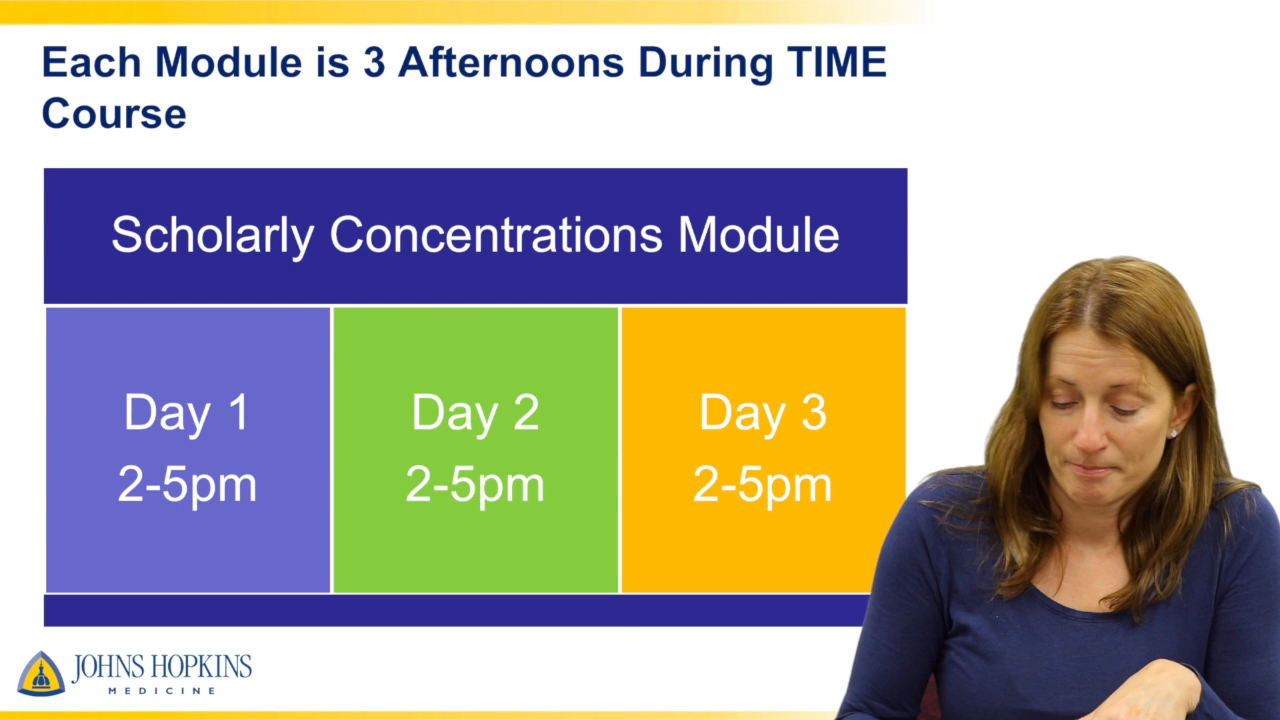 Each Module is 3 Afternoons During TIME
Course
Scholarly Concentrations Module
Day 1
2-5pm
Day 2
2-5pm
Day 3
2-5pm
JOHNS HOPKINS
MEDICINE